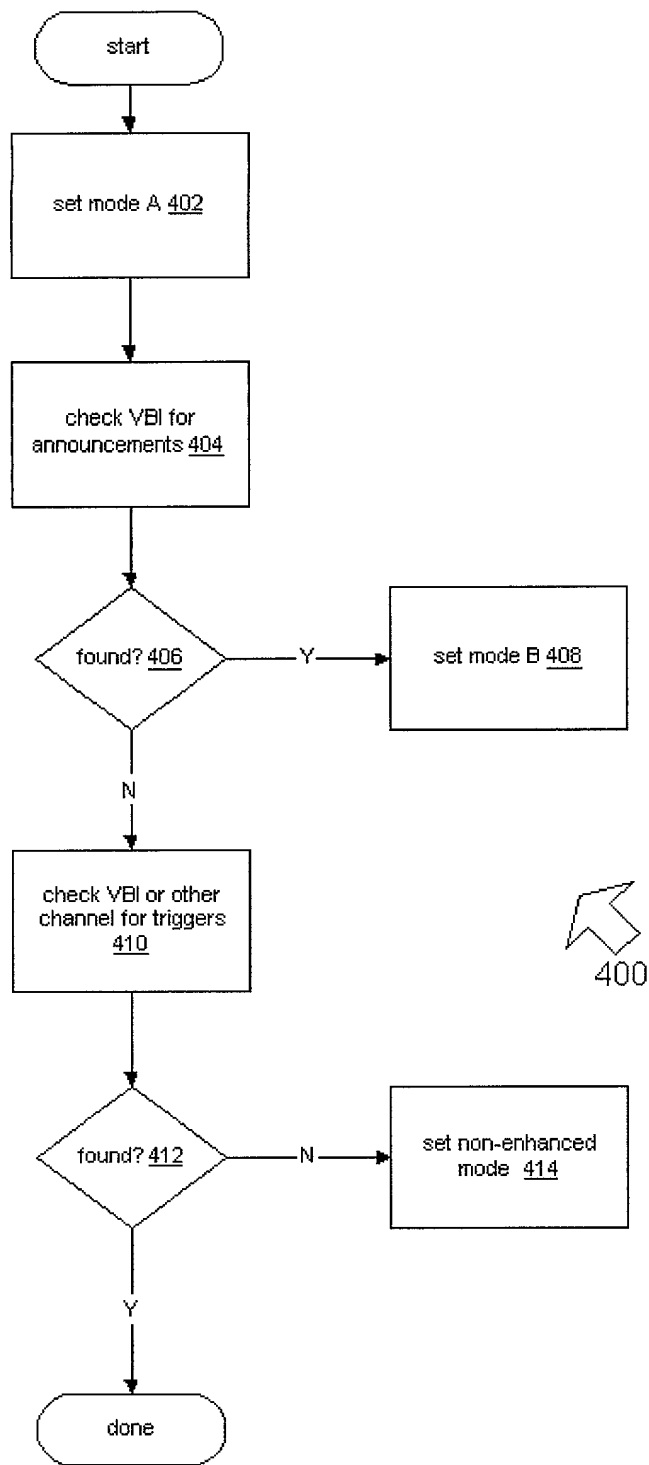 start
set mode A 402
check VBI for
announcements 404
found? 406
Y
set mode B 408
N
check VBI or other
channel for triggers
410
400
found? 412
N
set non-enhanced
mode 414
Y
done